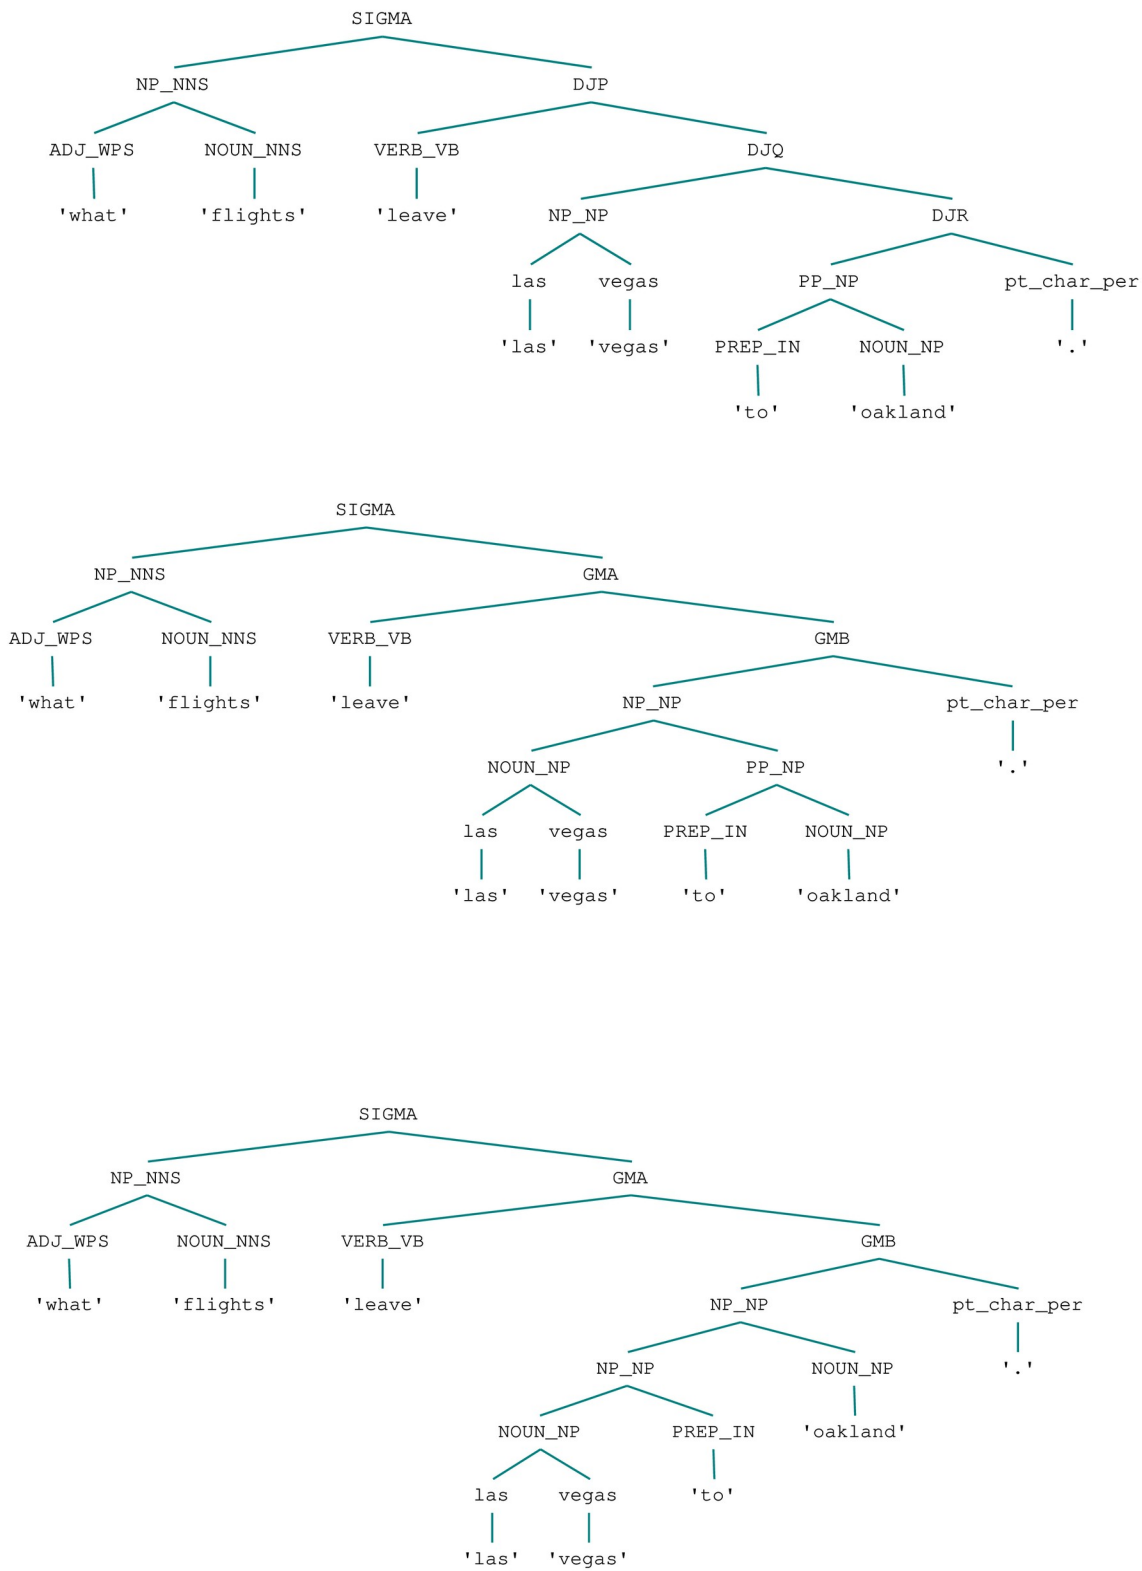 SIGMA
NP_NNS DJP
ADJ_WPS NOUN_NNS VERB_VB DJQ
'what' 'flights' 'leave' NP_NP DJR
las vegas PP_NP pt_char_per
'las' 'vegas' PREP_IN NOUN_NP '.'
'to' 'oakland'
SIGMA
NP_NNS GMA
ADJ_WPS NOUN_NNS VERB_VB GMB
'what' 'flights' 'leave' NP_NP pt_char_per
NOUN_NP PP_NP '.'
las vegas PREP_IN NOUN_NP
'las' 'vegas' 'to' 'oakland'
SIGMA
NP_NNS GMA
ADJ_WPS NOUN_NNS VERB_VB GMB
'what' 'flights' 'leave' NP_NP pt_char_per
NP_NP NOUN_NP '.'
NOUN_NP PREP_IN 'oakland'
las vegas 'to'
'las' 'vegas'